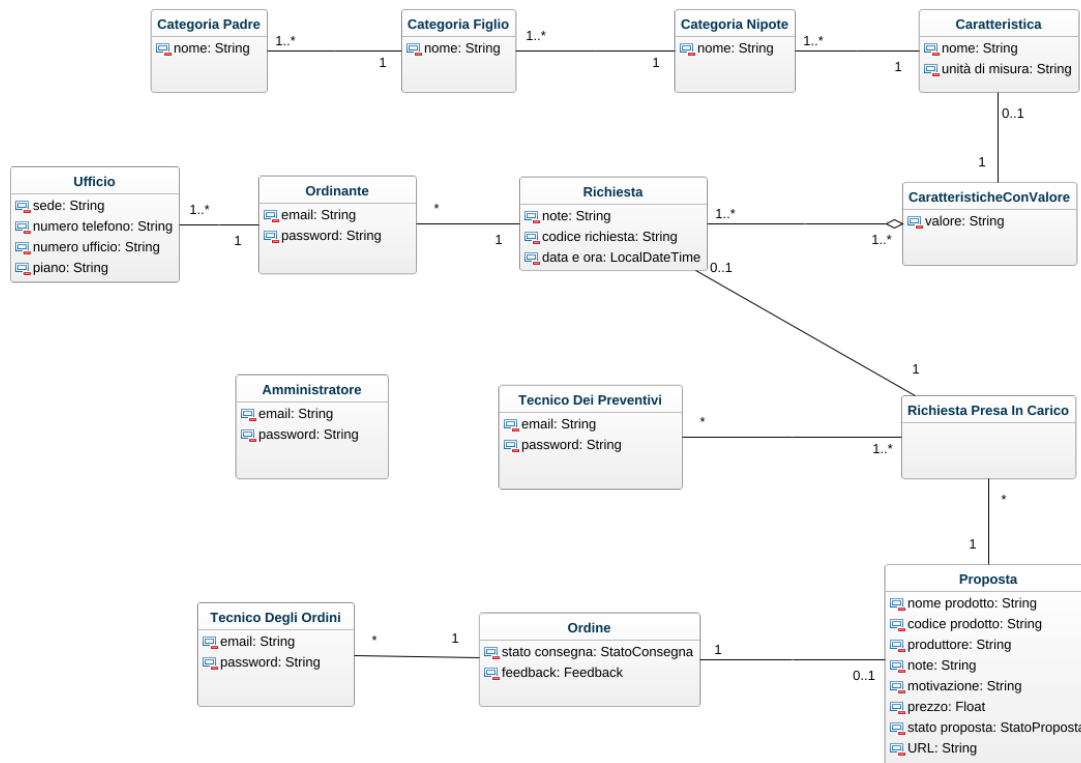 Categoria Padre
nome: String
1..*
1
Categoria Figlio
nome: String
1..*
1
Categoria Nipote
nome: String
1..*
1
Caratteristica
nome: String
unità di misura: String
0..1
1
Ufficio
sede: String
numero telefono: String
numero ufficio: String
piano: String
1..*
1
Ordinante
email: String
password: String
*
1
Richiesta
note: String
codice richiesta: String
data e ora: LocalDateTime
1..*
1..*
CaratteristicheConValore
valore: String
0..1
1
Amministratore
email: String
password: String
Tecnico Dei Preventivi
email: String
password: String
*
1..*
Richiesta Presa In Carico
*
1
Tecnico Degli Ordini
email: String
password: String
*
1
Ordine
stato consegna: StatoConsegna
feedback: Feedback
1
0..1
Proposta
nome prodotto: String
codice prodotto: String
produttore: String
note: String
motivazione: String
prezzo: Float
stato proposta: StatoProposta
URL: String